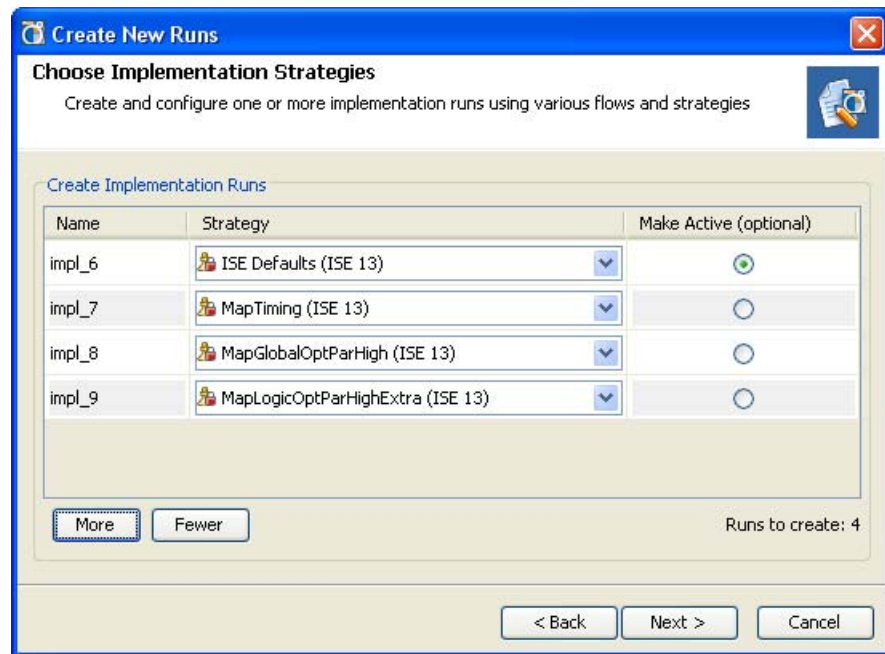 Create New Runs
Choose Implementation Strategies
Create and configure one or more implementation runs using various flows and strategies
Create Implementation Runs
Name Strategy Make Active (optional)
impl_6 ISE Defaults (ISE 13)
impl_7 MapTiming (ISE 13)
impl_8 MapGlobalOptParHigh (ISE 13)
impl_9 MapLogicOptParHighExtra (ISE 13)
More Fewer Runs to create: 4
< Back Next > Cancel